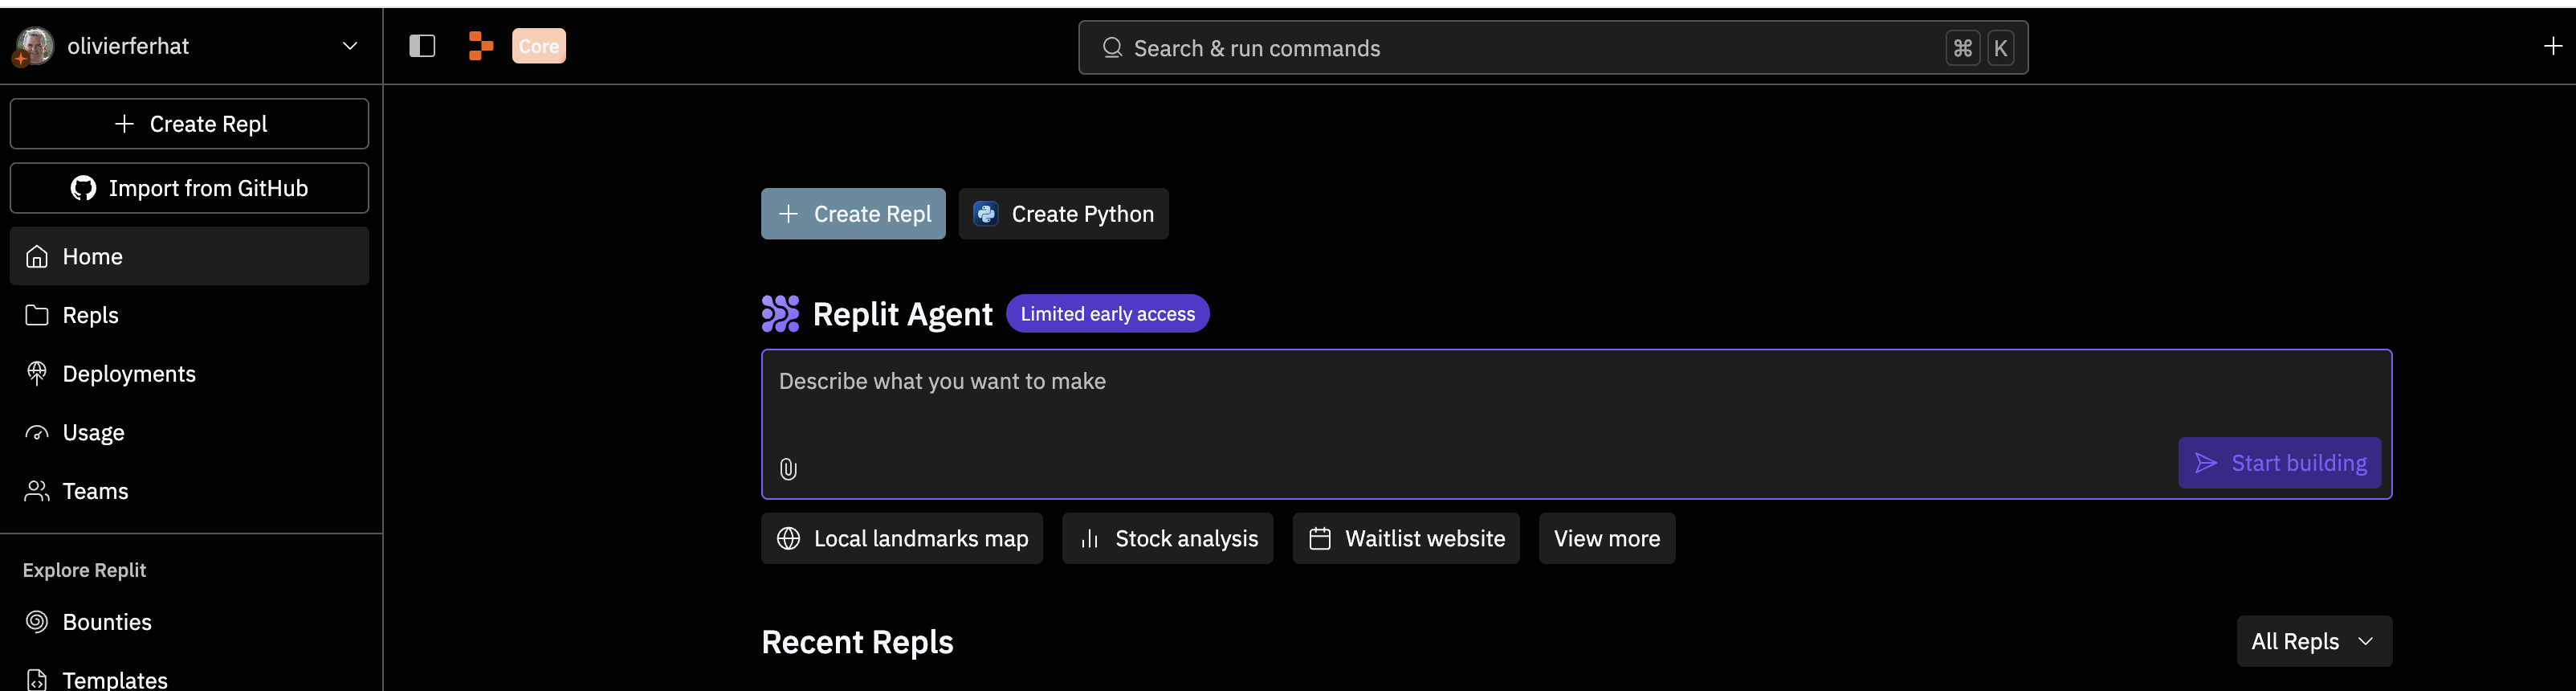 olivierferhat
Core
Search & run commands
⌘ K
Create Repl
Import from GitHub
Home
Repls
Deployments
Usage
Teams
Explore Replit
Bounties
Templates
Create Repl
Create Python
Replit Agent
Limited early access
Describe what you want to make
Start building
Local landmarks map
Stock analysis
Waitlist website
View more
Recent Repls
All Repls